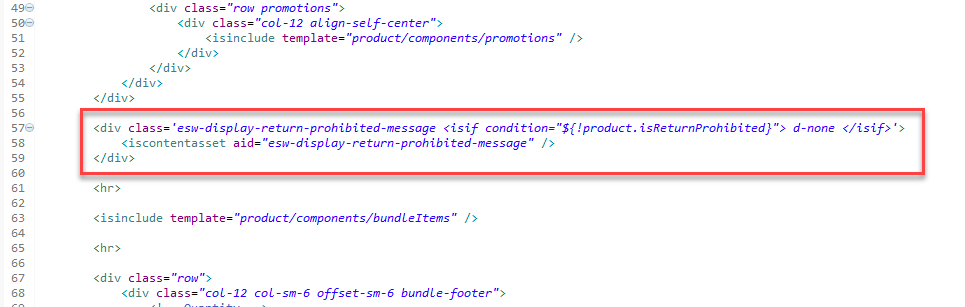 49 <div class="row promotions">
50 <div class="col-12 align-self-center">
51 <isinclude template="product/components/promotions" />
52 </div>
53 </div>
54 </div>
55 </div>
56
57 <div class='esw-display-return-prohibited-message <isif condition="${!product.isReturnProhibited}"> d-none </isif>'>
58 <iscontentasset aid="esw-display-return-prohibited-message" />
59 </div>
60
61 <hr>
62
63 <isinclude template="product/components/bundleItems" />
64
65 <hr>
66
67 <div class="row">
68 <div class="col-12 col-sm-6 offset-sm-6 bundle-footer">